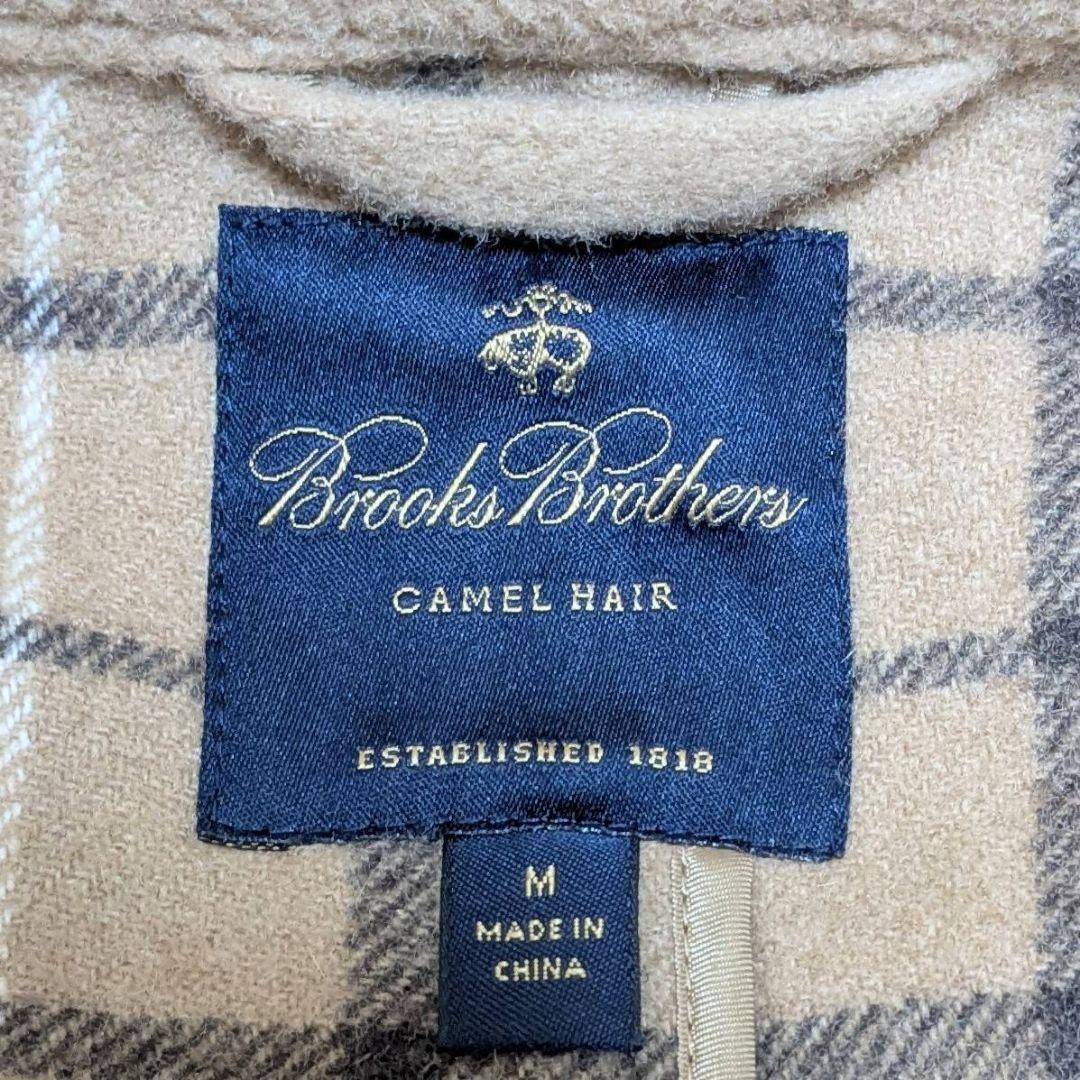 Brooks Brothers
CAMEL HAIR
ESTABLISHED 1818
M
MADE IN
CHINA